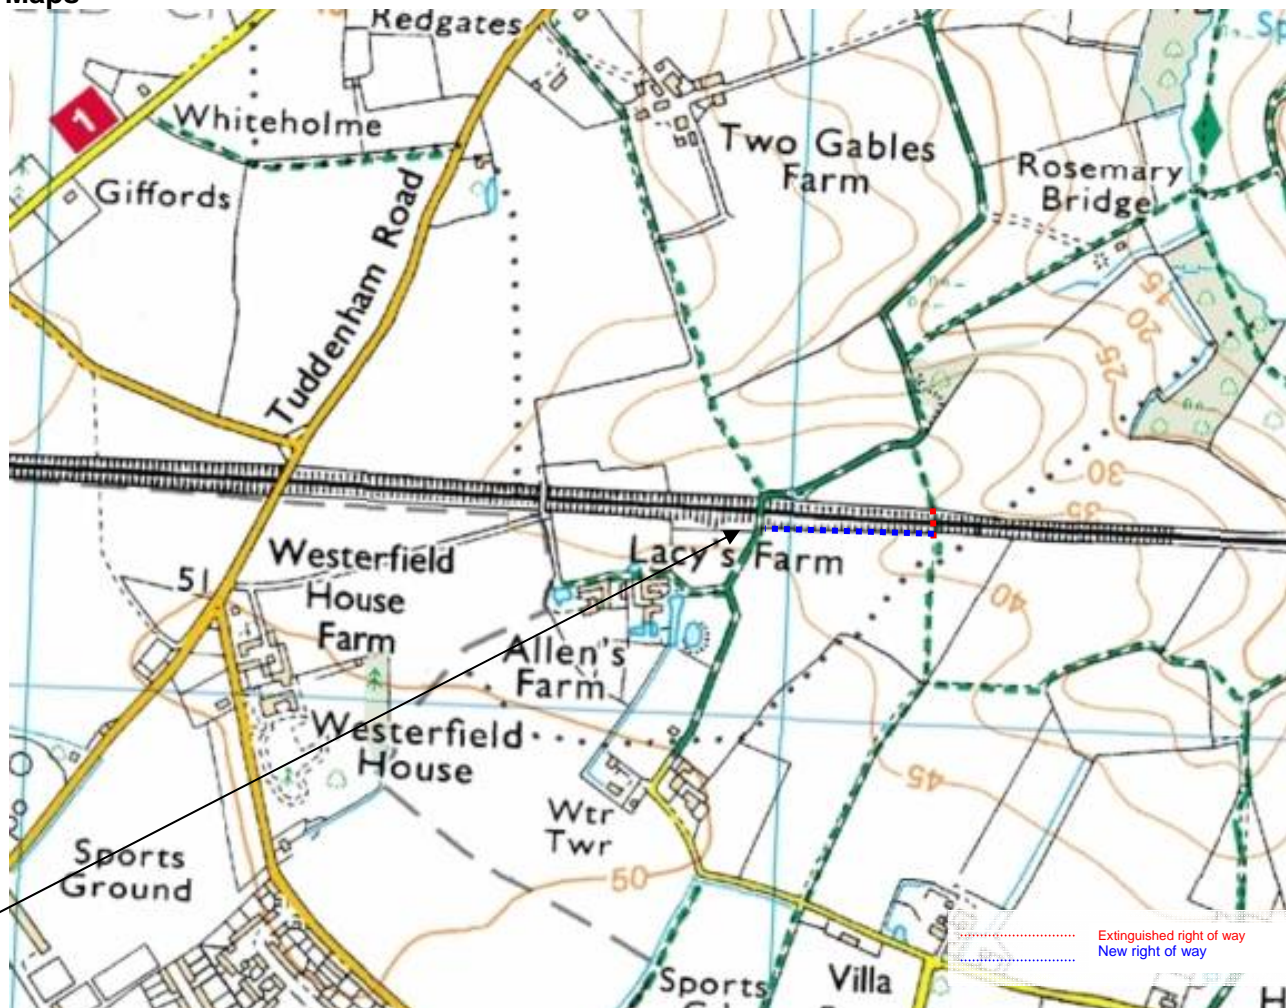 Maps
Redgates
1
Whiteholme
Giffords
Tuddenham Road
Two Gables
Farm
Rosemary
Bridge
Sp
15
20
25
30
35
Lacy's Farm
Westerfield
House
Farm
51
40
Allen's
Farm
Westerfield
House
45
Wtr
Twr
60
Sports
Ground
Sports
Villa
H
Extinguished right of way
New right of way